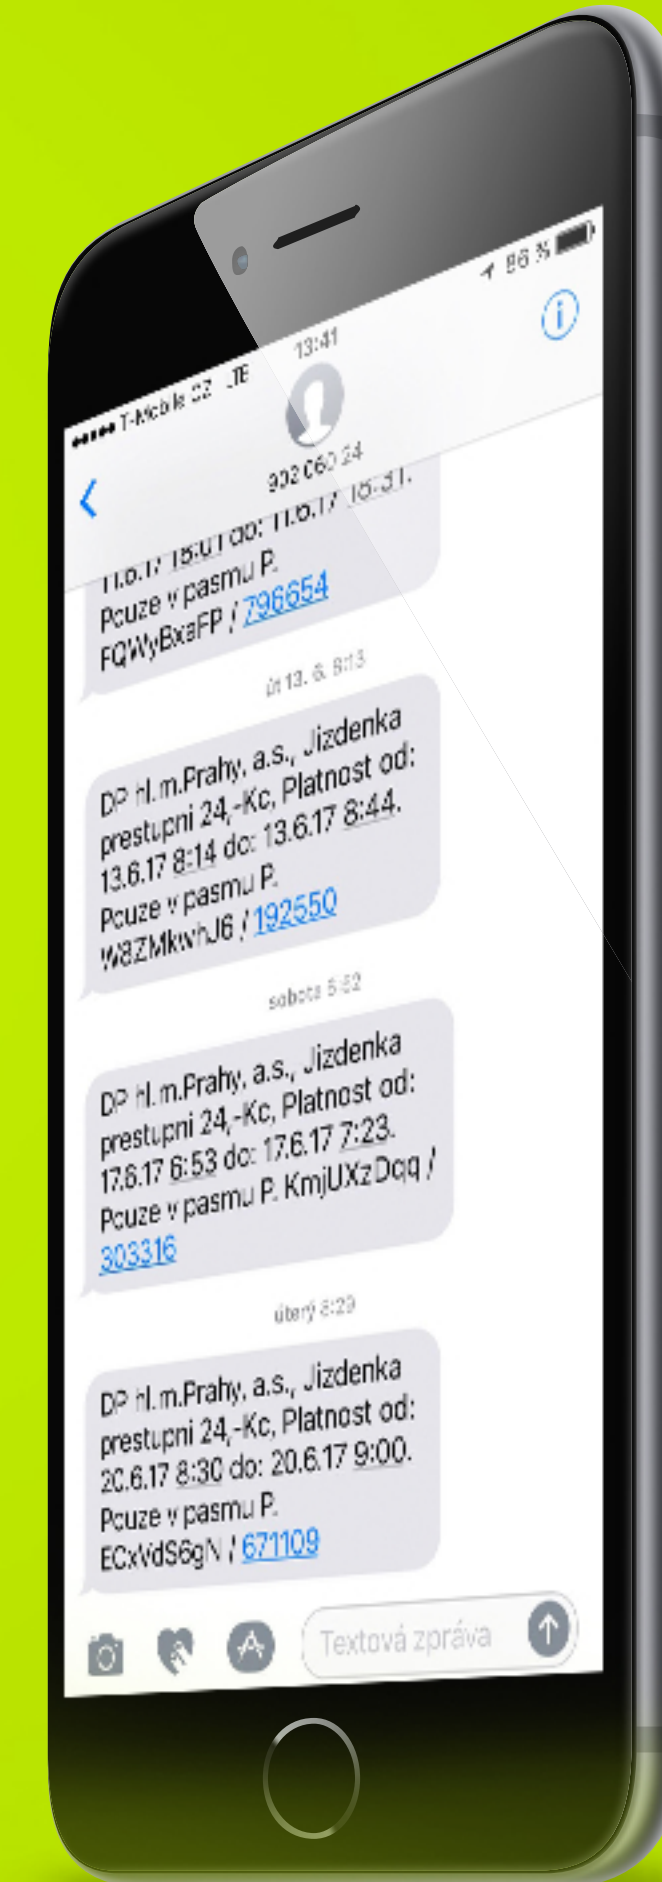 86 %
T-Mobile CZ LTE 13:41
902 060 24
11.6.17 18:01 do: 11.6.17
Pouze v pasmu P.
FQWyBxaFP / 796654
út 13. 6. 8:13
DP hl.m.Prahy, a.s., Jizdenka
prestupni 24,-Kc, Platnost od:
13.6.17 8:14 do: 13.6.17 8:44.
Pouze v pasmu P.
W8ZMkwhJ6 / 192550
sobota 6:52
DP hl.m.Prahy, a.s., Jizdenka
prestupni 24,-Kc, Platnost od:
17.6.17 6:53 do: 17.6.17 7:23.
Pouze v pasmu P. KmjUXzDqq /
303316
úterý 8:29
DP hl.m.Prahy, a.s., Jizdenka
prestupni 24,-Kc, Platnost od:
20.6.17 8:30 do: 20.6.17 9:00.
Pouze v pasmu P.
ECxVdS6gN / 671109
Textová zpráva